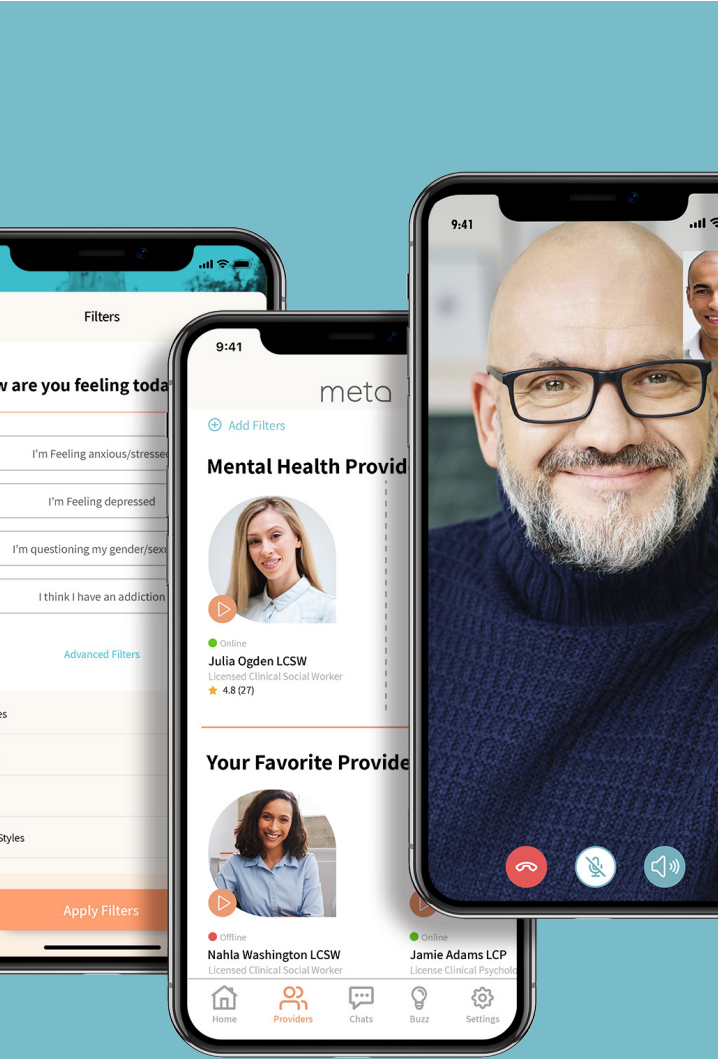 Filters
w are you feeling toda
I'm Feeling anxious/stressed
I'm Feeling depressed
I'm questioning my gender/sexu
I think I have an addiction
Advanced Filters
es
Styles
Apply Filters
9:41
meta
Add Filters
Mental Health Provid
Online
Julia Ogden LCSW
Licensed Clinical Social Worker
4.8 (27)
Your Favorite Provide
Offline
Nahla Washington LCSW
Licensed Clinical Social Worker
Online
Jamie Adams LCP
License Clinical Psycholo
Home
Providers
Chats
Buzz
Settings
9:41